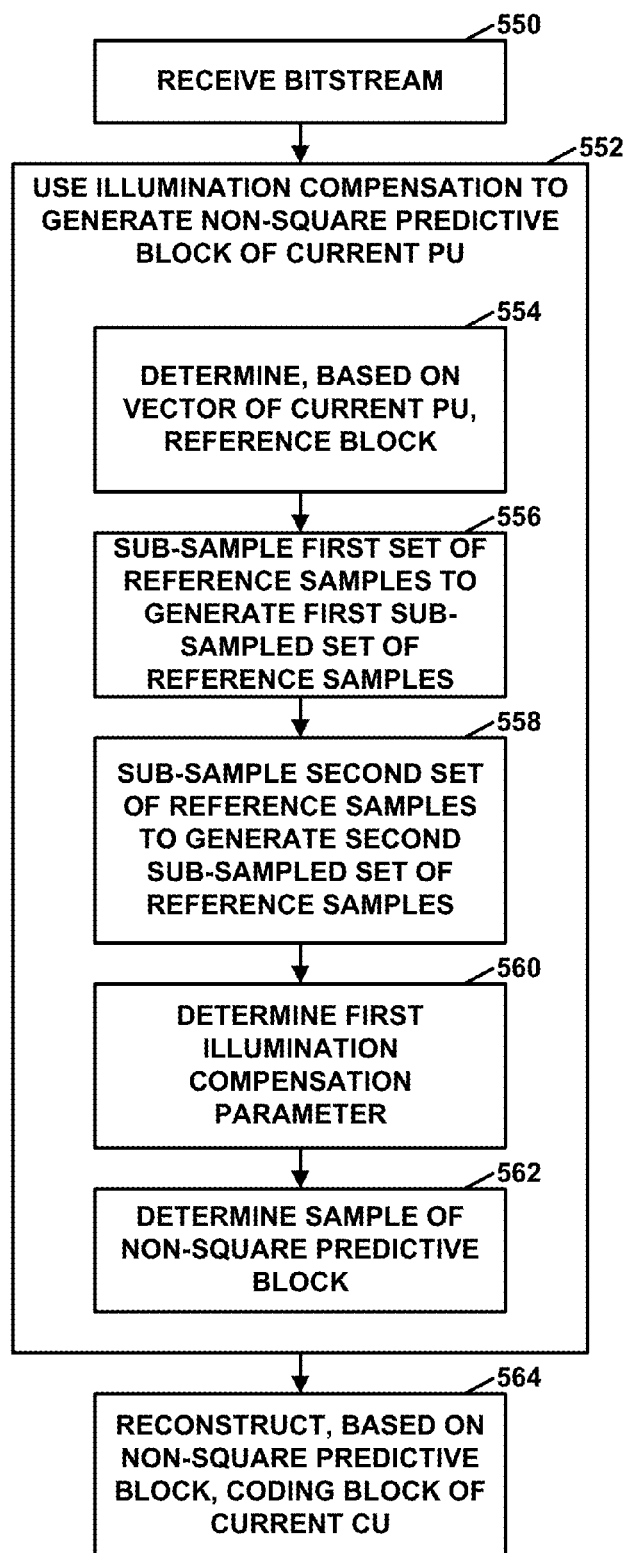 550
RECEIVE BITSTREAM
552
USE ILLUMINATION COMPENSATION TO
GENERATE NON-SQUARE PREDICTIVE
BLOCK OF CURRENT PU
554
DETERMINE, BASED ON
VECTOR OF CURRENT PU,
REFERENCE BLOCK
556
SUB-SAMPLE FIRST SET OF
REFERENCE SAMPLES TO
GENERATE FIRST SUB-
SAMPLED SET OF
REFERENCE SAMPLES
558
SUB-SAMPLE SECOND SET
OF REFERENCE SAMPLES
TO GENERATE SECOND
SUB-SAMPLED SET OF
REFERENCE SAMPLES
560
DETERMINE FIRST
ILLUMINATION
COMPENSATION
PARAMETER
562
DETERMINE SAMPLE OF
NON-SQUARE PREDICTIVE
BLOCK
564
RECONSTRUCT, BASED ON
NON-SQUARE PREDICTIVE
BLOCK, CODING BLOCK OF
CURRENT CU